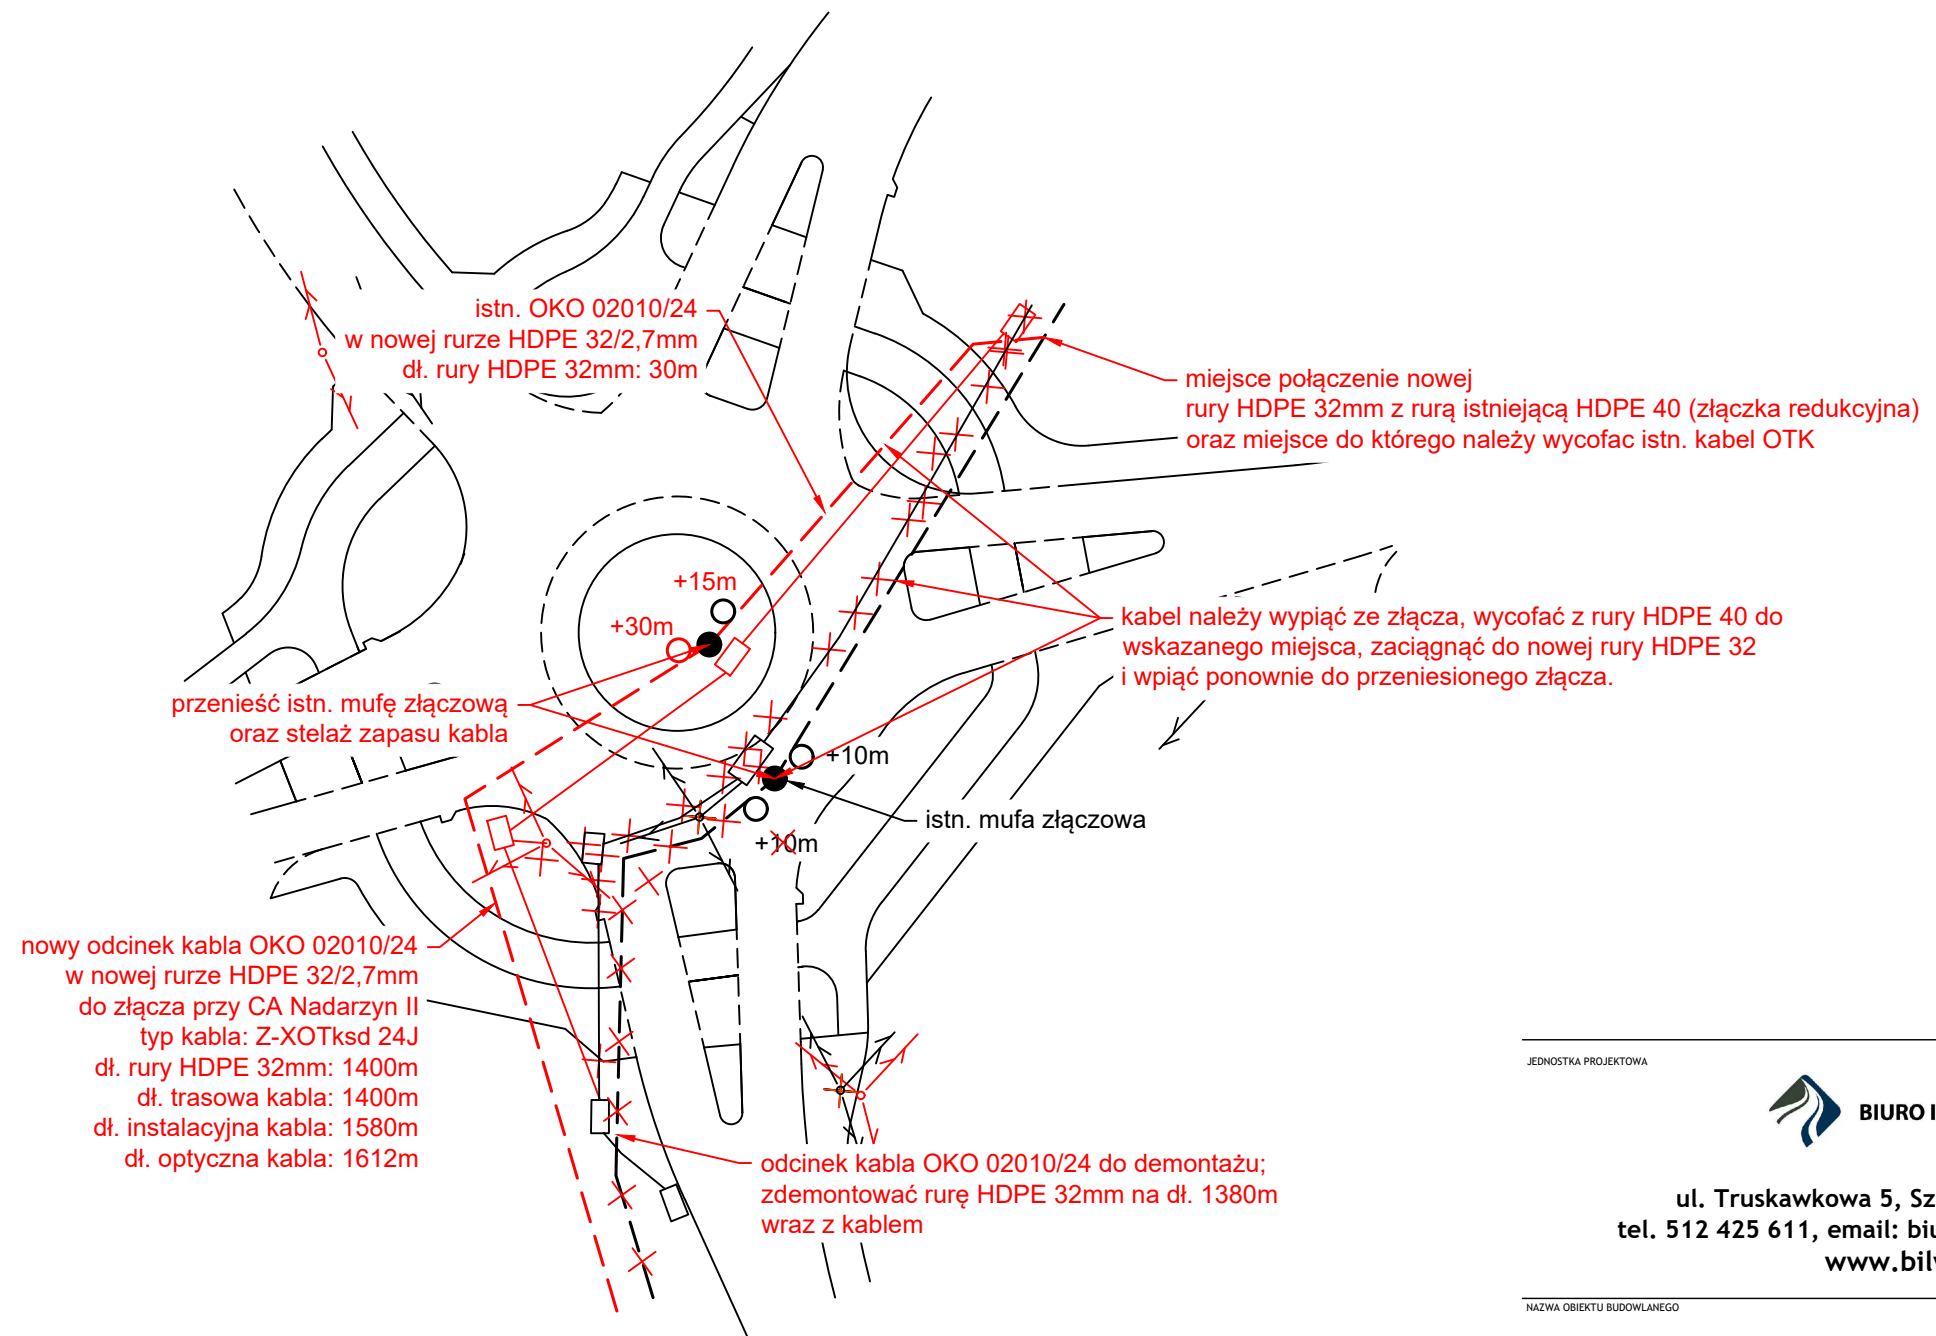 istn. OKO 02010/24
w nowej rurze HDPE 32/2,7mm
dł. rury HDPE 32mm: 30m
miejsce połączenie nowej
rury HDPE 32mm z rurą istniejącą HDPE 40 (złączka redukcyjna)
oraz miejsce do którego należy wycofac istn. kabel OTK
+15m
+30m
kabel należy wypiąć ze złącza, wycofać z rury HDPE 40 do
wskazanego miejsca, zaciągnąć do nowej rury HDPE 32
i wpiąć ponownie do przeniesionego złącza.
przenieść istn. mufę złączową
oraz stelaż zapasu kabla
+10m
istn. mufa złączowa
+10m
nowy odcinek kabla OKO 02010/24
w nowej rurze HDPE 32/2,7mm
do złącza przy CA Nadarzyn II
typ kabla: Z-XOTksd 24J
dł. rury HDPE 32mm: 1400m
dł. trasowa kabla: 1400m
dł. instalacyjna kabla: 1580m
dł. optyczna kabla: 1612m
odcinek kabla OKO 02010/24 do demontażu;
zdemontować rurę HDPE 32mm na dł. 1380m
wraz z kablem
JEDNOSTKA PROJEKTOWA
BIURO
ul. Truskawkowa 5,
tel. 512 425 611, email:
NAZWA OBIEKTU BUDOWLANEGO